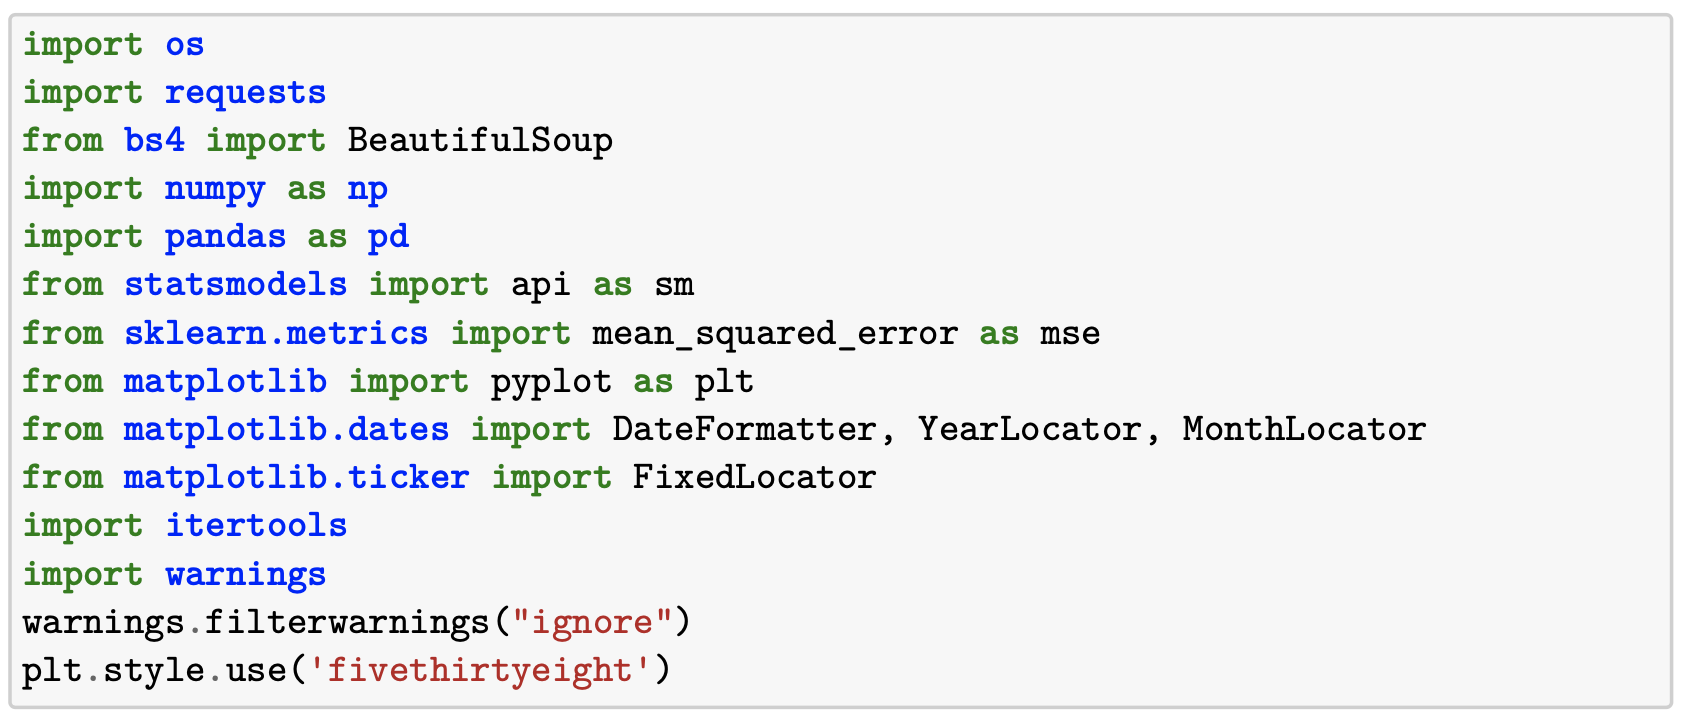 import os
import requests
from bs4 import BeautifulSoup
import numpy as np
import pandas as pd
from statsmodels import api as sm
from sklearn.metrics import mean_squared_error as mse
from matplotlib import pyplot as plt
from matplotlib.dates import DateFormatter, YearLocator, MonthLocator
from matplotlib.ticker import FixedLocator
import itertools
import warnings
warnings.filterwarnings("ignore")
plt.style.use('fivethirtyeight')